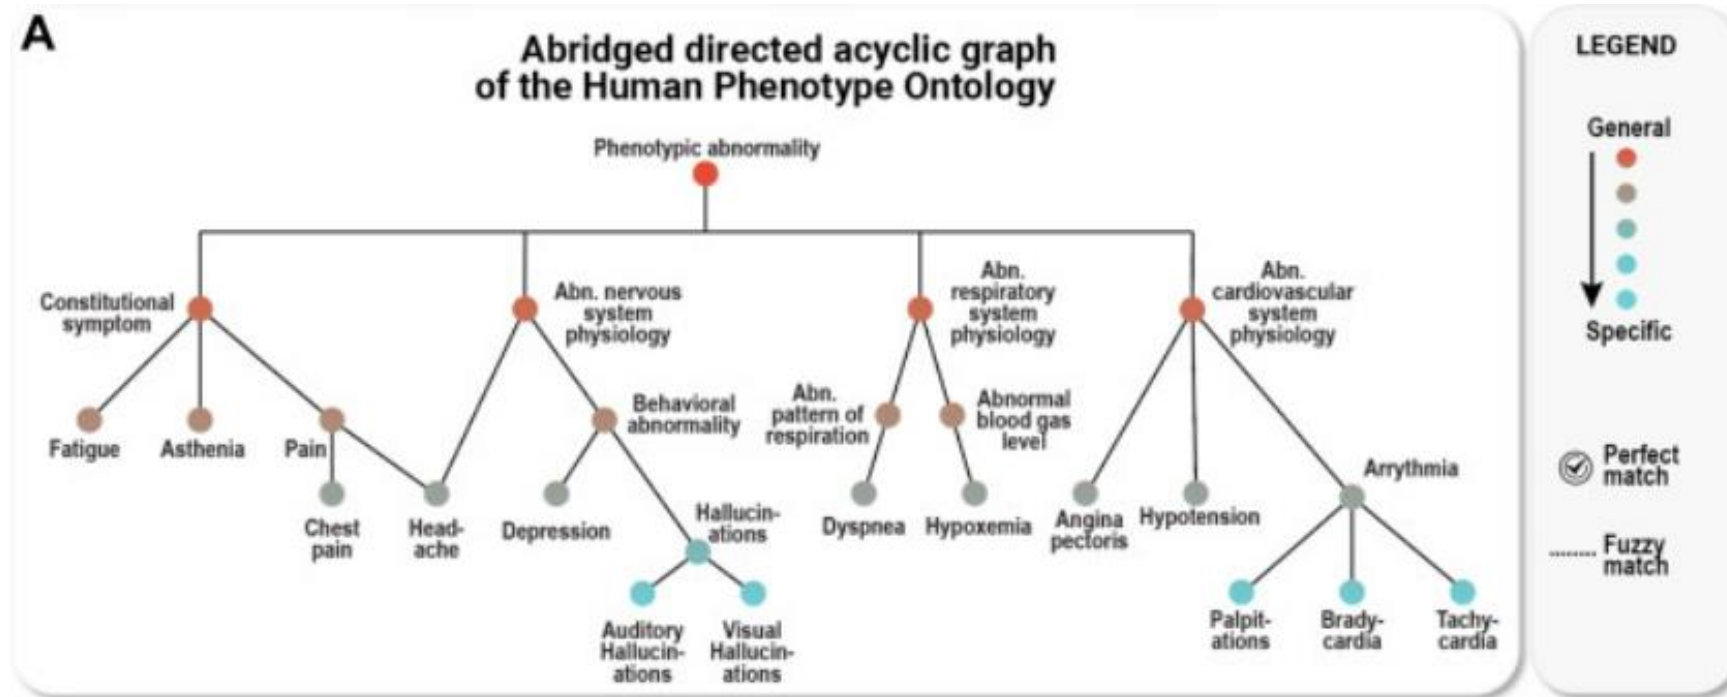 A
Abridged directed acyclic graph
of the Human Phenotype Ontology
Phenotypic abnormality
Constitutional
symptom
Abn. nervous
system
physiology
Abn.
respiratory
system
physiology
Abn.
cardiovascular
system
physiology
Fatigue
Asthenia
Pain
Behavioral
abnormality
Abn.
pattern of
respiration
Abnormal
blood gas
level
Arrythmia
Chest
pain
Head-
ache
Depression
Hallucin-
ations
Dyspnea
Hypoxemia
Angina
pectoris
Hypotension
Auditory
Hallucin-
ations
Visual
Hallucin-
ations
Palpit-
ations
Brady-
cardia
Tachy-
cardia
LEGEND
General
Specific
Perfect
match
Fuzzy
match